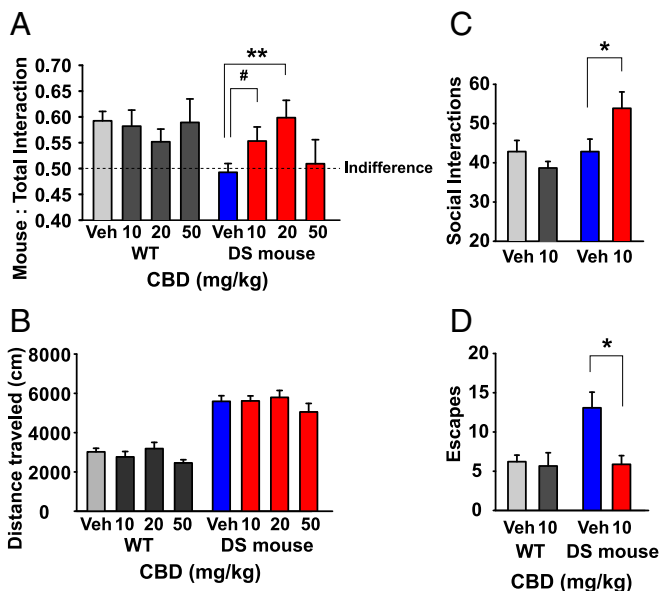 A
Mouse : Total Interaction
0.70
0.65
0.60
0.55
0.50
0.45
0.40
**
#
Indifference
Veh 10 20 50 Veh 10 20 50
WT DS mouse
CBD (mg/kg)
B
Distance traveled (cm)
8000
6000
4000
2000
0
Veh 10 20 50 Veh 10 20 50
WT DS mouse
CBD (mg/kg)
C
Social Interactions
60
50
40
30
20
*
Veh 10 Veh 10
D
Escapes
20
15
10
5
0
*
Veh 10 Veh 10
WT DS mouse
CBD (mg/kg)